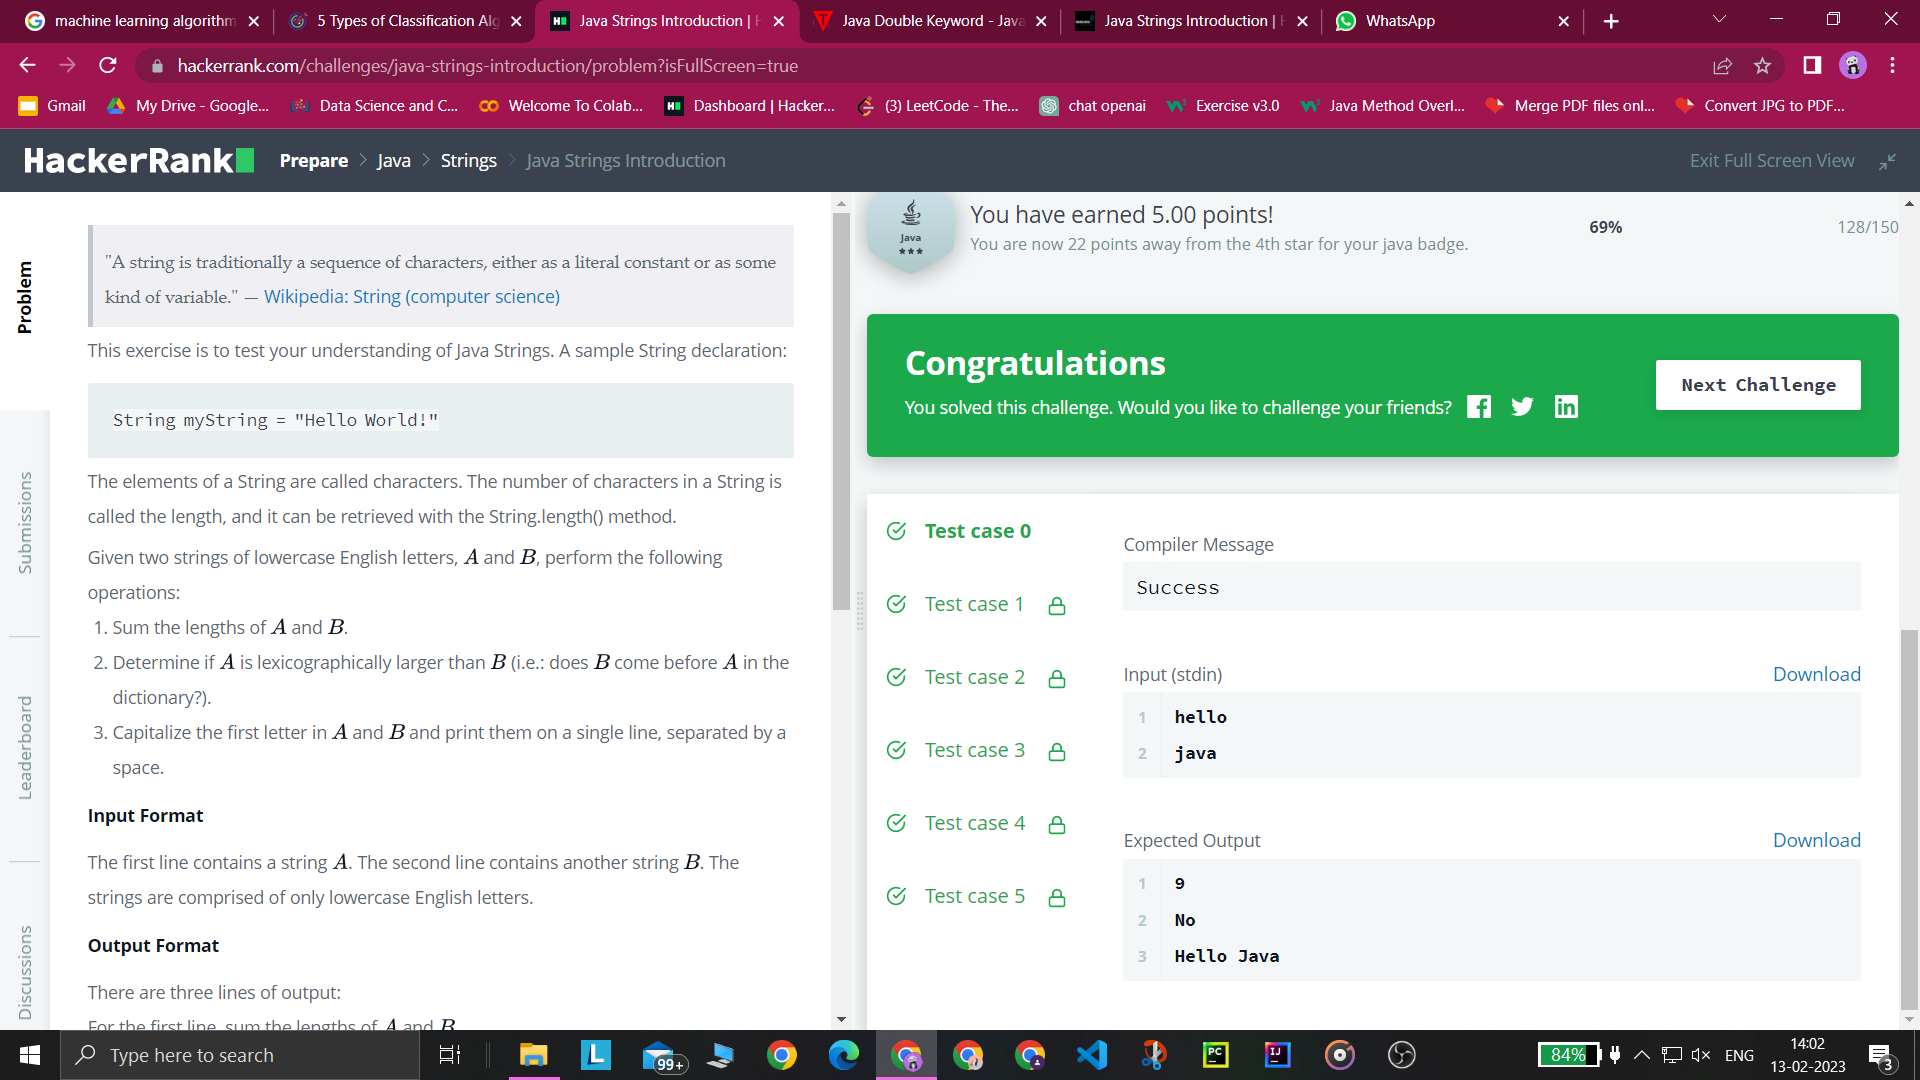 machine learning algorithm
5 Types of Classification Alg
Java Strings Introduction | H
Java Double Keyword - Java
Java Strings Introduction | H
WhatsApp
hackerrank.com/challenges/java-strings-introduction/problem?isFullScreen=true
Gmail
My Drive - Google...
Data Science and C...
Welcome To Colab...
Dashboard | Hacker...
(3) LeetCode - The...
chat openai
Exercise v3.0
Java Method Overl...
Merge PDF files onl...
Convert JPG to PDF...
HackerRank
Prepare > Java > Strings > Java Strings Introduction
Exit Full Screen View
Problem
Submissions
Leaderboard
Discussions
"A string is traditionally a sequence of characters, either as a literal constant or as some
kind of variable." — Wikipedia: String (computer science)
This exercise is to test your understanding of Java Strings. A sample String declaration:
String myString = "Hello World!"
The elements of a String are called characters. The number of characters in a String is
called the length, and it can be retrieved with the String.length() method.
Given two strings of lowercase English letters, A and B, perform the following
operations:
1. Sum the lengths of A and B.
2. Determine if A is lexicographically larger than B (i.e.: does B come before A in the
dictionary?).
3. Capitalize the first letter in A and B and print them on a single line, separated by a
space.
Input Format
The first line contains a string A. The second line contains another string B. The
strings are comprised of only lowercase English letters.
Output Format
There are three lines of output:
For the first line, sum the lengths of A and B
Java
You have earned 5.00 points!
You are now 22 points away from the 4th star for your java badge.
69%
128/150
Congratulations
You solved this challenge. Would you like to challenge your friends?
Next Challenge
Test case 0
Test case 1
Test case 2
Test case 3
Test case 4
Test case 5
Compiler Message
Success
Input (stdin)
Download
1 hello
2 java
Expected Output
Download
1 9
2 No
3 Hello Java
Type here to search
L
99+
PC
IJ
84%
ENG
14:02
13-02-2023
3